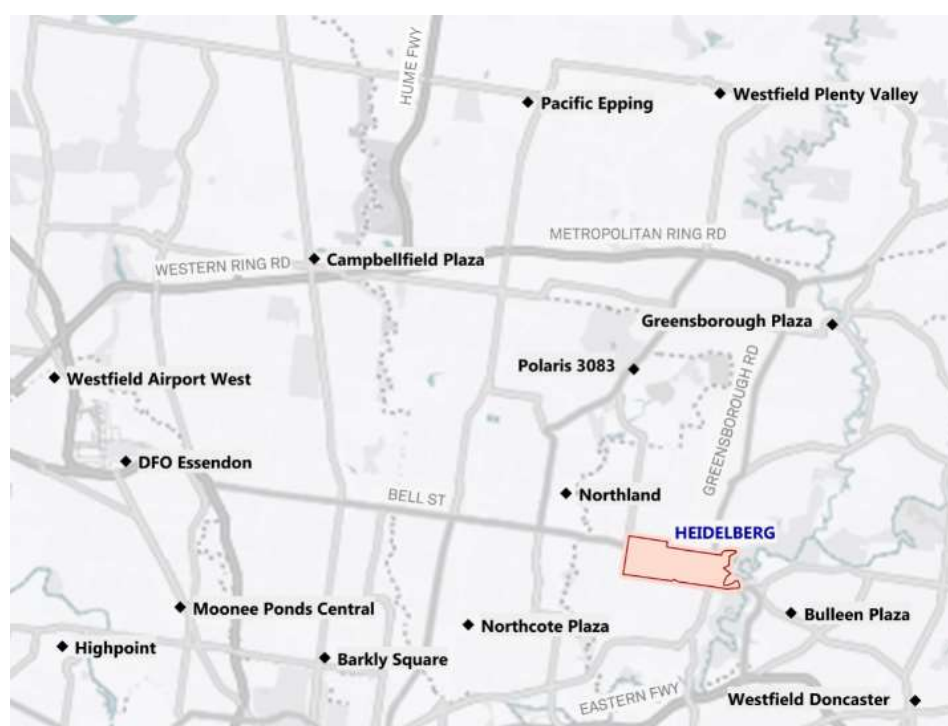 HUME FWY
Pacific Epping
Westfield Plenty Valley
METROPOLITAN RING RD
WESTERN RING RD
Campbellfield Plaza
Greensborough Plaza
Polaris 3083
GREENSBOROUGH RD
Westfield Airport West
DFO Essendon
BELL ST
Northland
HEIDELBERG
Moonee Ponds Central
Northcote Plaza
Bulleen Plaza
Highpoint
Barkly Square
EASTERN FWY
Westfield Doncaster